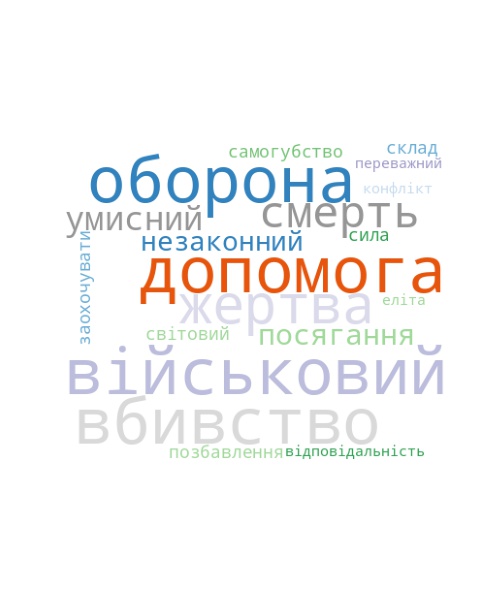 самогубство
склад
переважний
оборона
конфлікт
умисний
смерть
незаконний
сила
заохочувати
допомога
жертва
еліта
світовий
посягання
військовий
вбивство
позбавлення
відповідальність